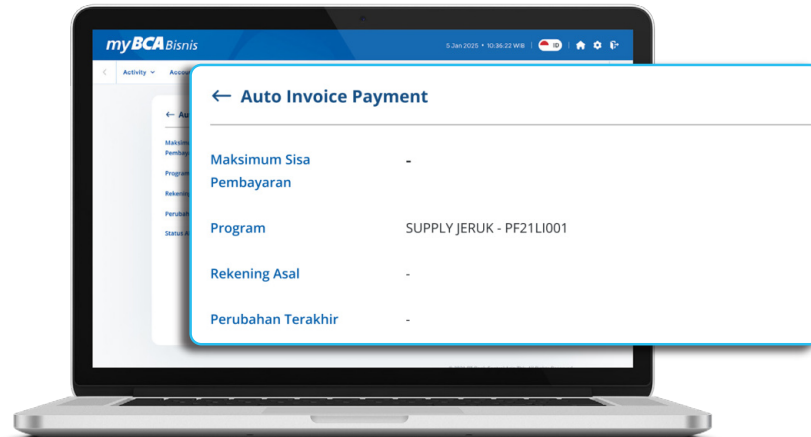 myBCA Bisnis
5 Jan 2025 • 10:36:22 WIB | ID
Activity
← Auto Invoice Payment
Maksimum Sisa Pembayaran
-
Program
SUPPLY JERUK - PF21LI001
Rekening Asal
-
Perubahan Terakhir
-